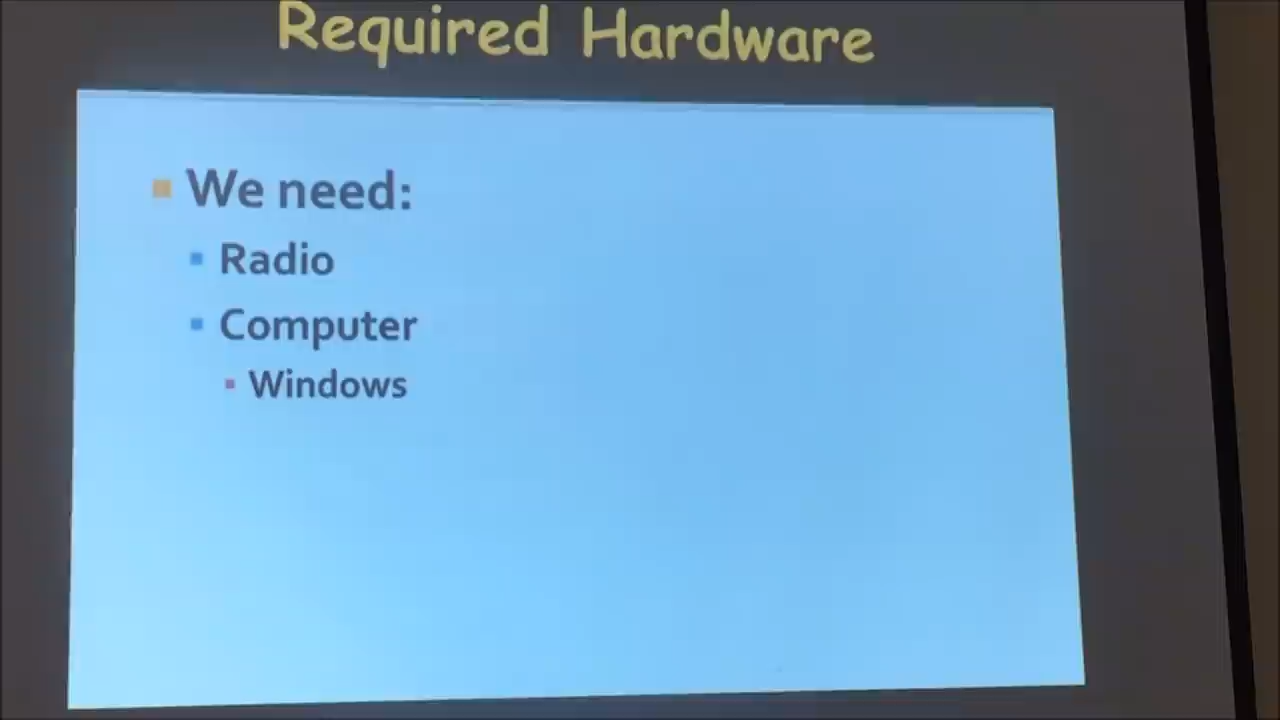 Required Hardware
We need:
Radio
Computer
Windows